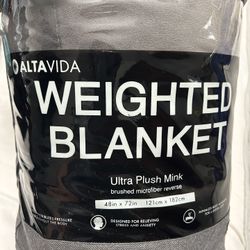 ALTAVIDA
WEIGHTED
BLANKET
Ultra Plush Mink
brushed microfiber reverse
48in x 72in 121cm x 182cm
DESIGNED FOR RELIEVING
STRESS AND ANXIETY